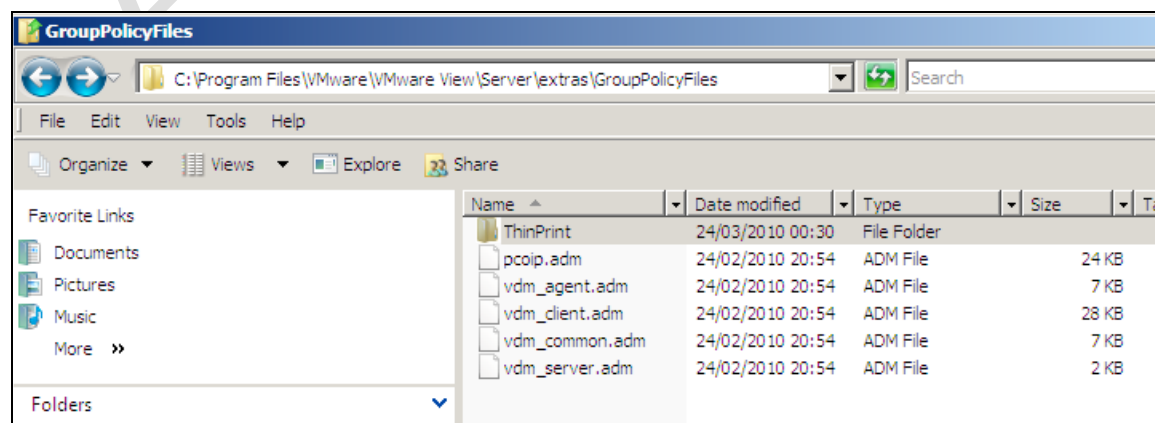 GroupPolicyFiles
C:\Program Files\VMware\VMware View\Server\extras\GroupPolicyFiles Search
File Edit View Tools Help
Organize Views Explore Share
Favorite Links
Documents
Pictures
Music
More »
Folders
Name Date modified Type Size Ta
ThinPrint 24/03/2010 00:30 File Folder
pcoip.adm 24/02/2010 20:54 ADM File 24 KB
vdm_agent.adm 24/02/2010 20:54 ADM File 7 KB
vdm_client.adm 24/02/2010 20:54 ADM File 28 KB
vdm_common.adm 24/02/2010 20:54 ADM File 7 KB
vdm_server.adm 24/02/2010 20:54 ADM File 2 KB